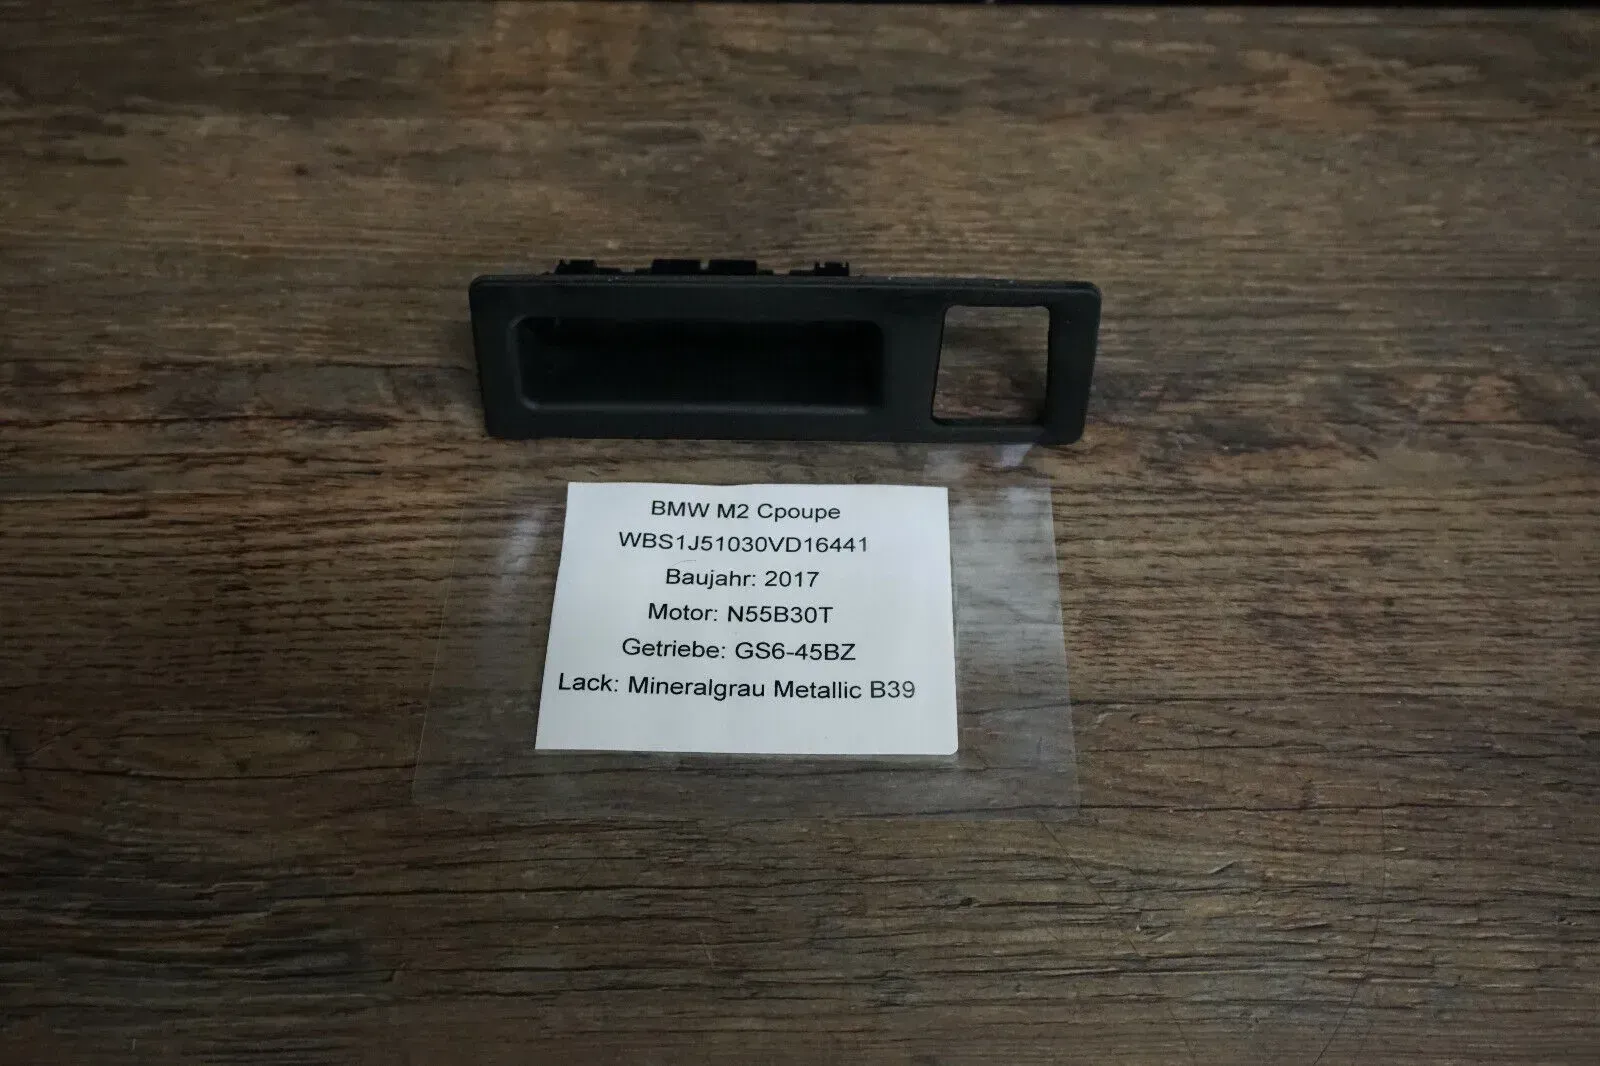 BMW M2 Cpoupe
WBS1J51030VD16441
Baujahr: 2017
Motor: N55B30T
Getriebe: GS6-45BZ
Lack: Mineralgrau Metallic B39